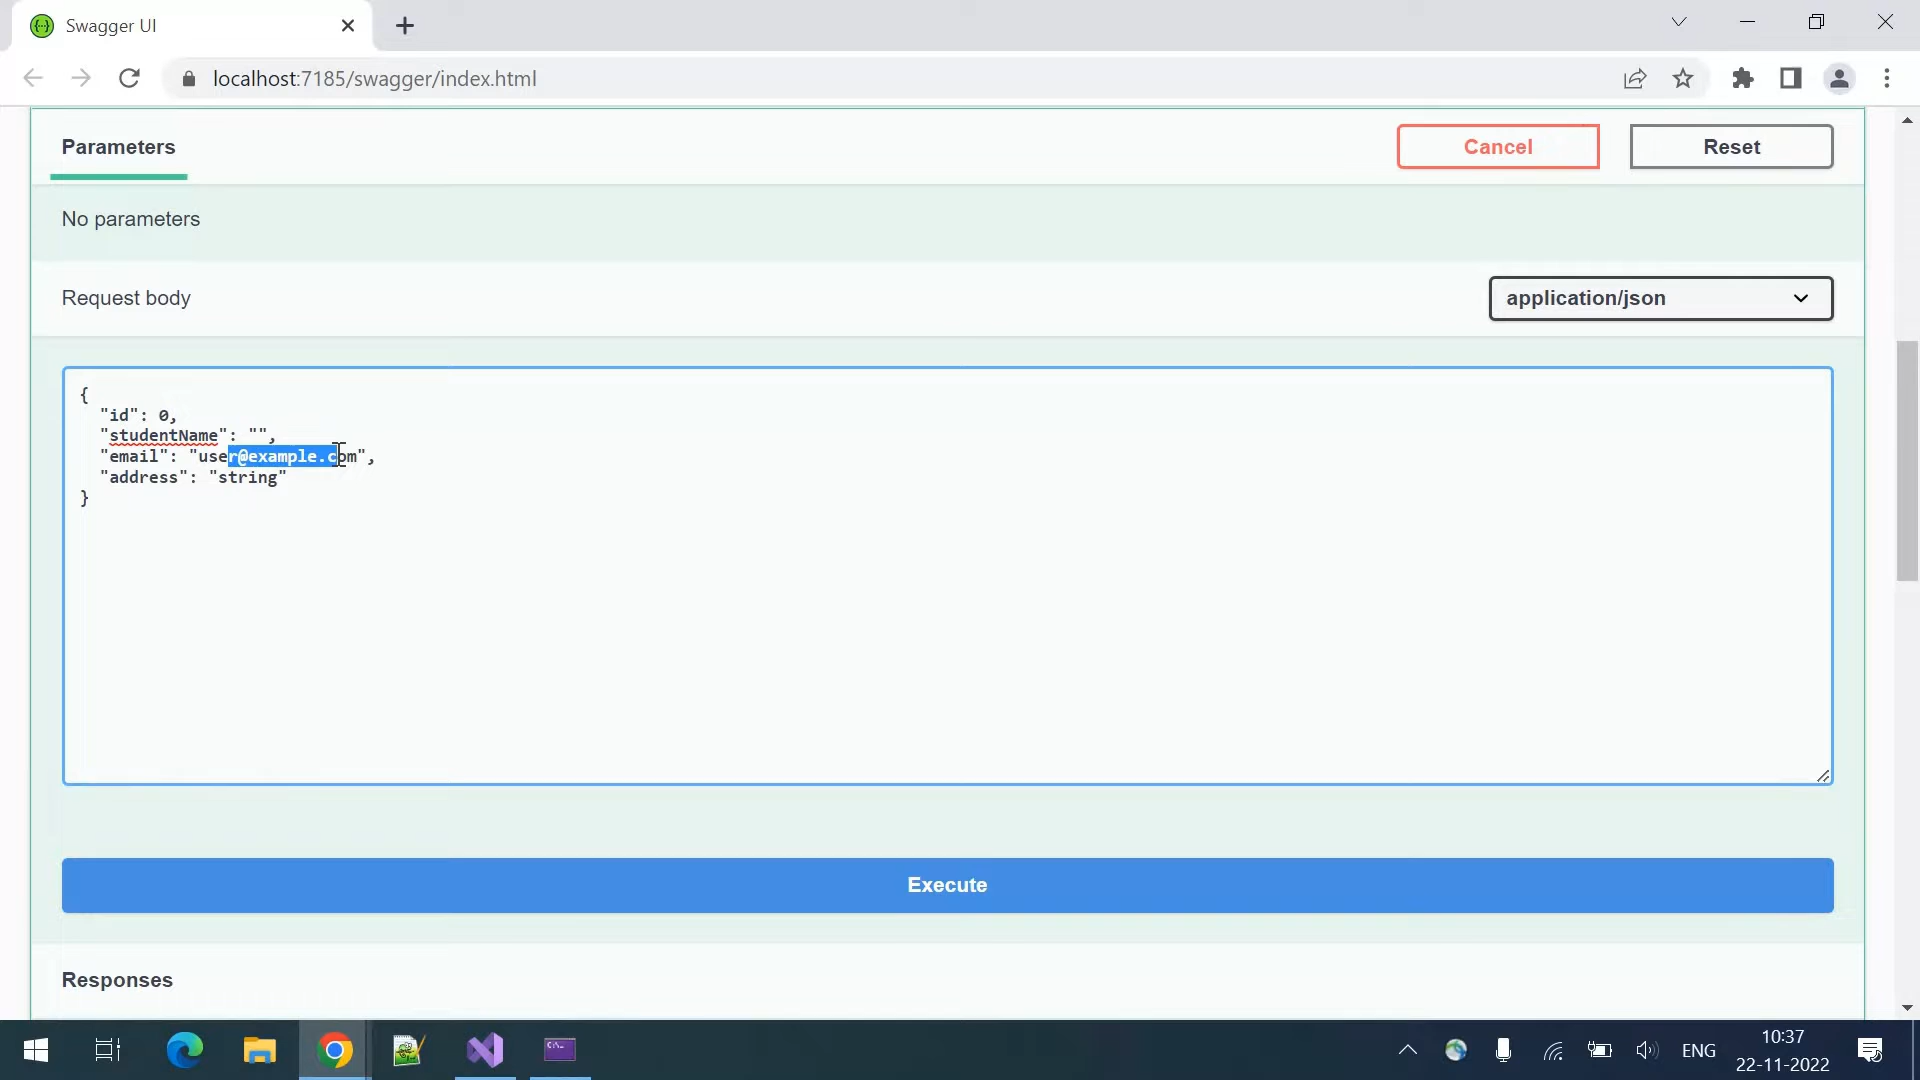 Swagger UI
localhost:7185/swagger/index.html
Parameters
Cancel
Reset
No parameters
Request body
application/json
{
"id": 0,
"studentName": "",
"email": "user@example.com",
"address": "string"
}
Execute
Responses
ENG
10:37
22-11-2022